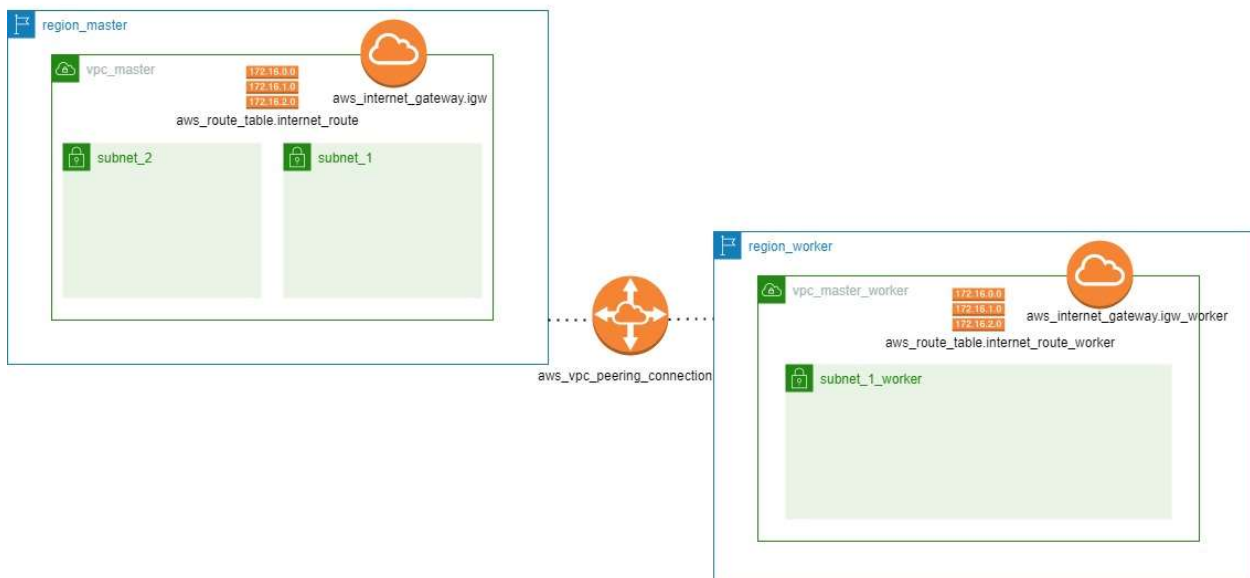 region_master
vpc_master
172.16.0.0
172.16.1.0
172.16.2.0
aws_internet_gateway.igw
aws_route_table.internet_route
subnet_2
subnet_1
region_worker
vpc_master_worker
172.16.0.0
172.16.1.0
172.16.2.0
aws_internet_gateway.igw_worker
aws_route_table.internet_route_worker
aws_vpc_peering_connection
subnet_1_worker